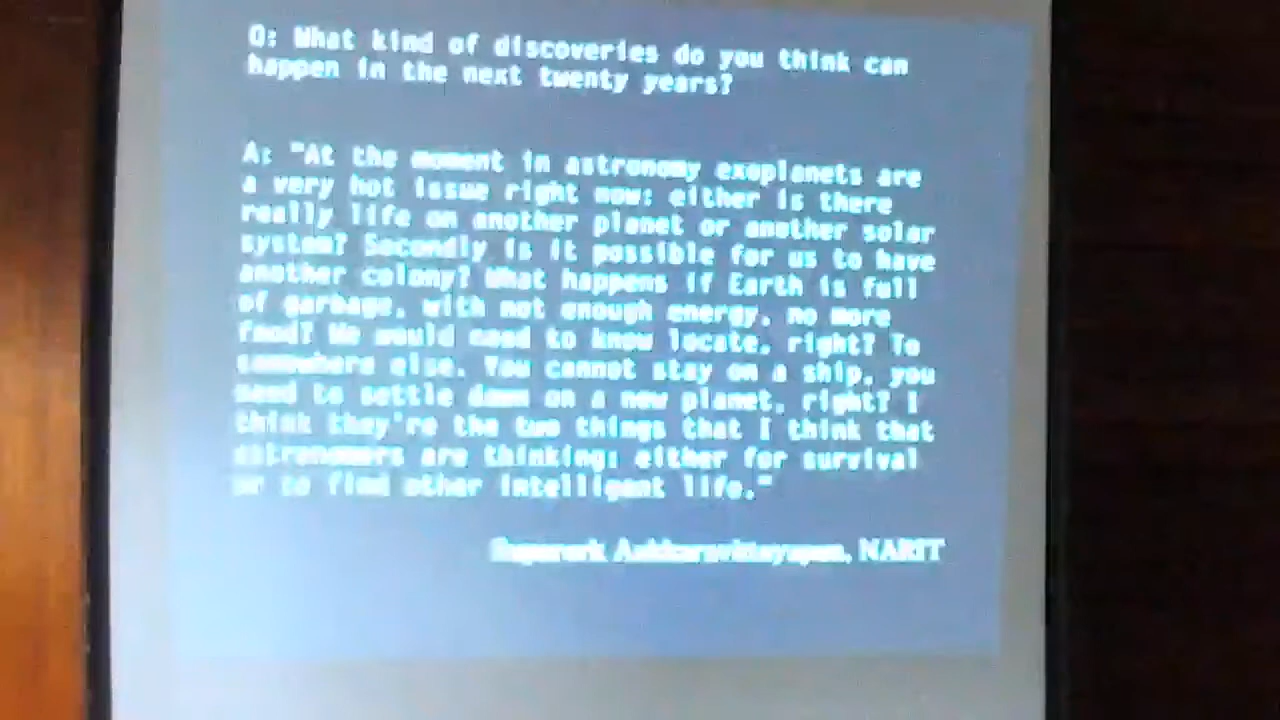 Q: What kind of discoveries do you think can
happen in the next twenty years?
A: "At the moment in astronomy exoplanets are
a very hot issue right now: either is there
really life on another planet or another solar
system? Secondly is it possible for us to have
another colony? What happens if Earth is full
of garbage, with not enough energy, no more
food? We would need to know locate, right? To
somewhere else. You cannot stay on a ship, you
need to settle down on a new planet, right? I
think they're the two things that I think that
astronomers are thinking: either for survival
or to find other intelligent life."
NARIT